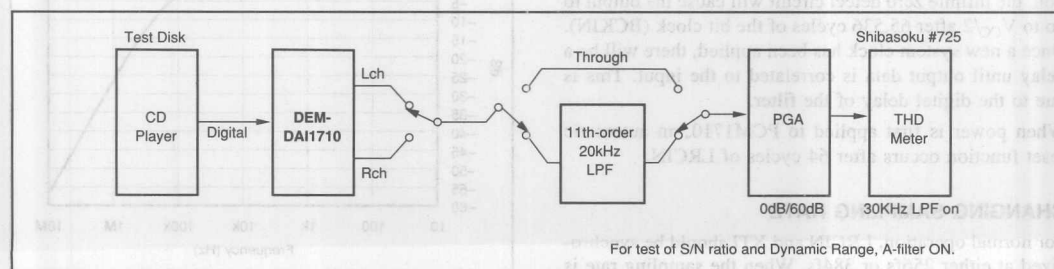 Test Disk
Shibasoku #725
Through
Lch
CD
Player
Digital
DEM-
DAI1710
11th-order
20kHz
LPF
PGA
THD
Meter
Rch
0dB/60dB
30KHz LPF on
For test of S/N ratio and Dynamic Range, A-filter ON.